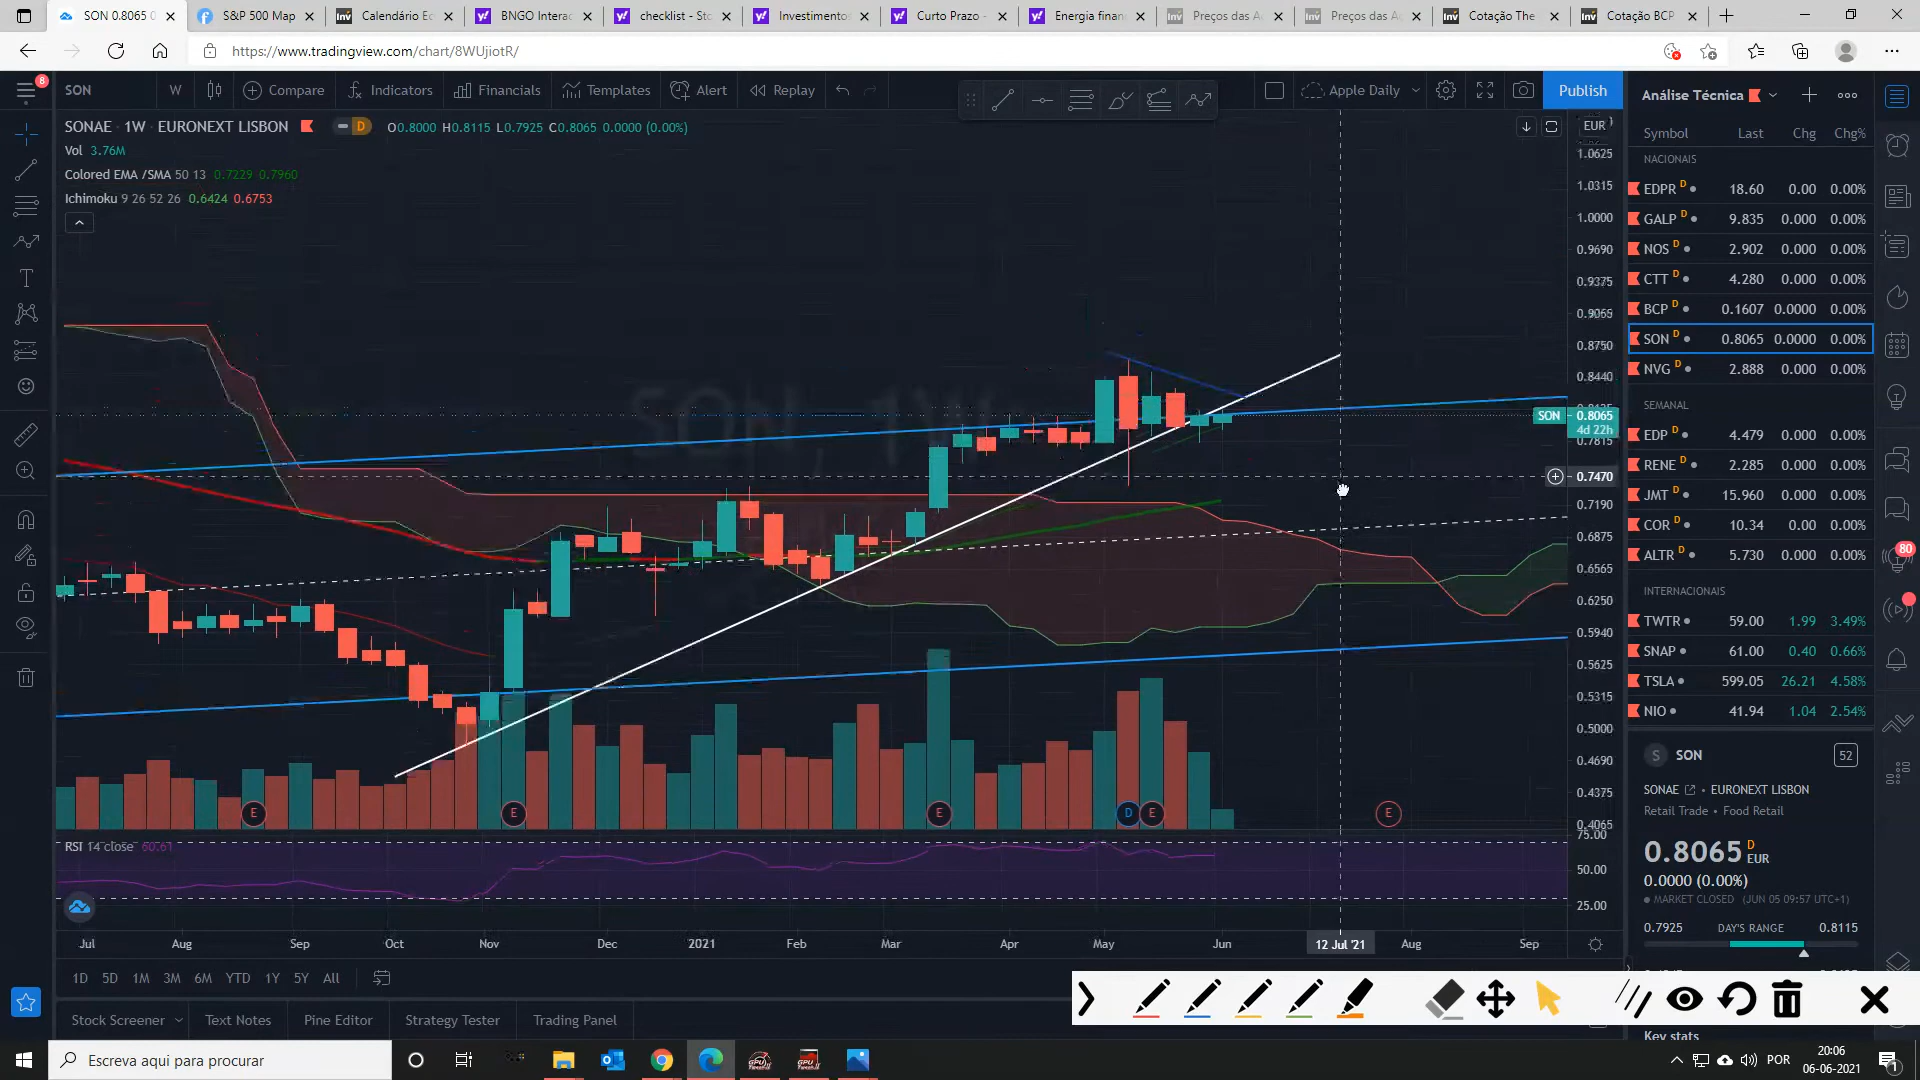 SON 0.8065 0
S&P 500 Map
Calendário Ec
BNGO Interac
checklist - Sto
Investimentos
Curto Prazo -
Energia finan
Preços das A
Preços das A
Cotação The
Cotação BCP
https://www.tradingview.com/chart/8WUjiotR/
8
SON
W
Compare
Indicators
Financials
Templates
Alert
Replay
Apple Daily
Publish
SONAE · 1W · EURONEXT LISBON
D
O0.8000 H0.8115 L0.7925 C0.8065 0.0000 (0.00%)
Vol 3.76M
Colored EMA /SMA 50 13 0.7229 0.7960
Ichimoku 9 26 52 26 0.6424 0.6753
SON, 1W
EUR
1.0625
1.0315
1.0000
0.9690
0.9375
0.9065
0.8750
0.8440
SON 0.8065
4d 22h
0.7815
0.7470
0.7190
0.6875
0.6565
0.6250
0.5940
0.5625
0.5315
0.5000
0.4690
0.4375
0.4065
E
E
E
D
E
E
RSI 14 close 60.61
75.00
50.00
25.00
Jul
Aug
Sep
Oct
Nov
Dec
2021
Feb
Mar
Apr
May
Jun
12 Jul '21
Aug
Sep
1D
5D
1M
3M
6M
YTD
1Y
5Y
All
Stock Screener
Text Notes
Pine Editor
Strategy Tester
Trading Panel
Análise Técnica
Symbol Last Chg Chg%
NACIONAIS
EDPR D 18.60 0.00 0.00%
GALP D 9.835 0.000 0.00%
NOS D 2.902 0.000 0.00%
CTT D 4.280 0.000 0.00%
BCP D 0.1607 0.0000 0.00%
SON D 0.8065 0.0000 0.00%
NVG D 2.888 0.000 0.00%
SEMANAL
EDP D 4.479 0.000 0.00%
RENE D 2.285 0.000 0.00%
JMT D 15.960 0.000 0.00%
COR D 10.34 0.00 0.00%
ALTR D 5.730 0.000 0.00%
INTERNACIONAIS
TWTR 59.00 1.99 3.49%
SNAP 61.00 0.40 0.66%
TSLA 599.05 26.21 4.58%
NIO 41.94 1.04 2.54%
80
S SON 52
SONAE · EURONEXT LISBON
Retail Trade · Food Retail
0.8065 D EUR
0.0000 (0.00%)
MARKET CLOSED (JUN 05 09:57 UTC+1)
0.7925 DAY'S RANGE 0.8115
Key stats
Escreva aqui para procurar
POR
20:06
06-06-2021
1